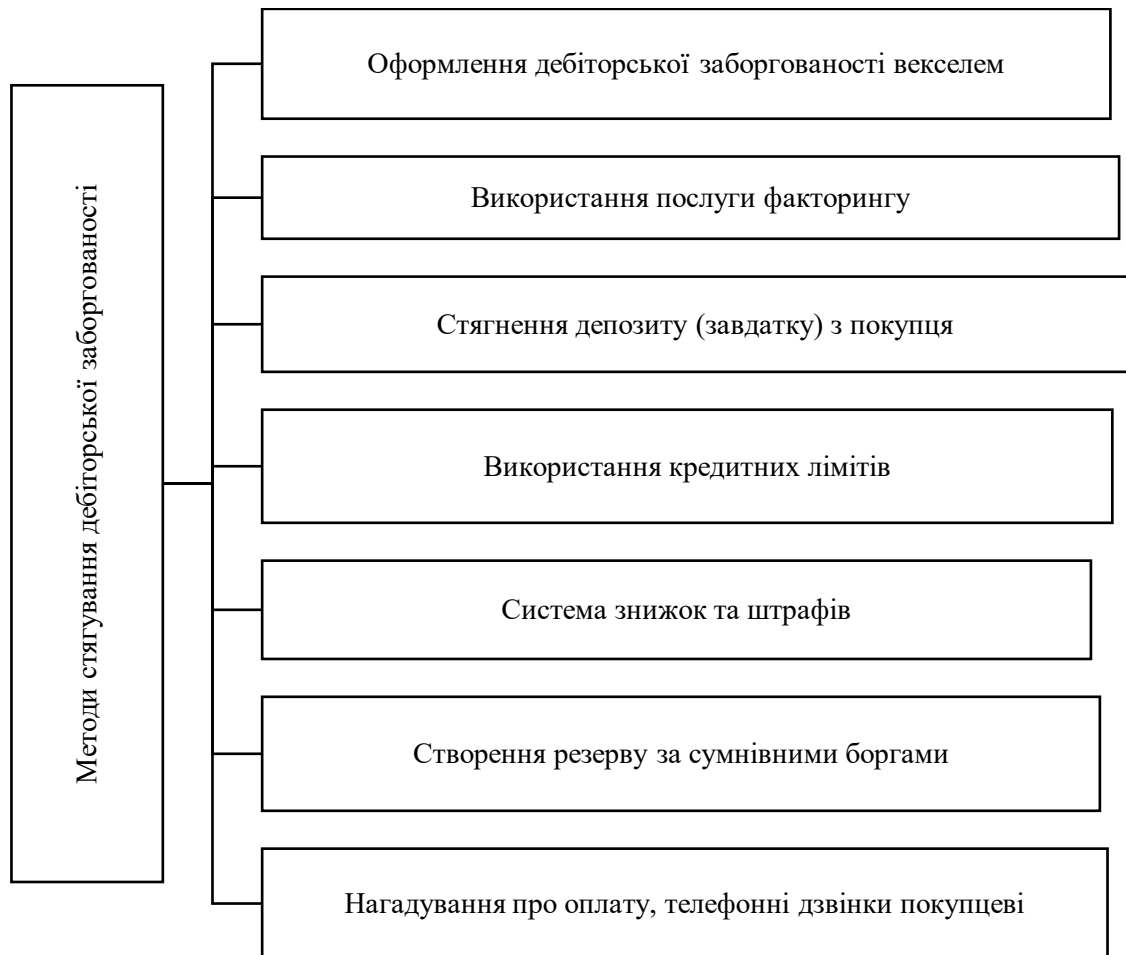 Методи стягування дебіторської заборгованості
Оформлення дебіторської заборгованості векселем
Використання послуги факторингу
Стягнення депозиту (завдатку) з покупця
Використання кредитних лімітів
Система знижок та штрафів
Створення резерву за сумнівними боргами
Нагадування про оплату, телефонні дзвінки покупцеві